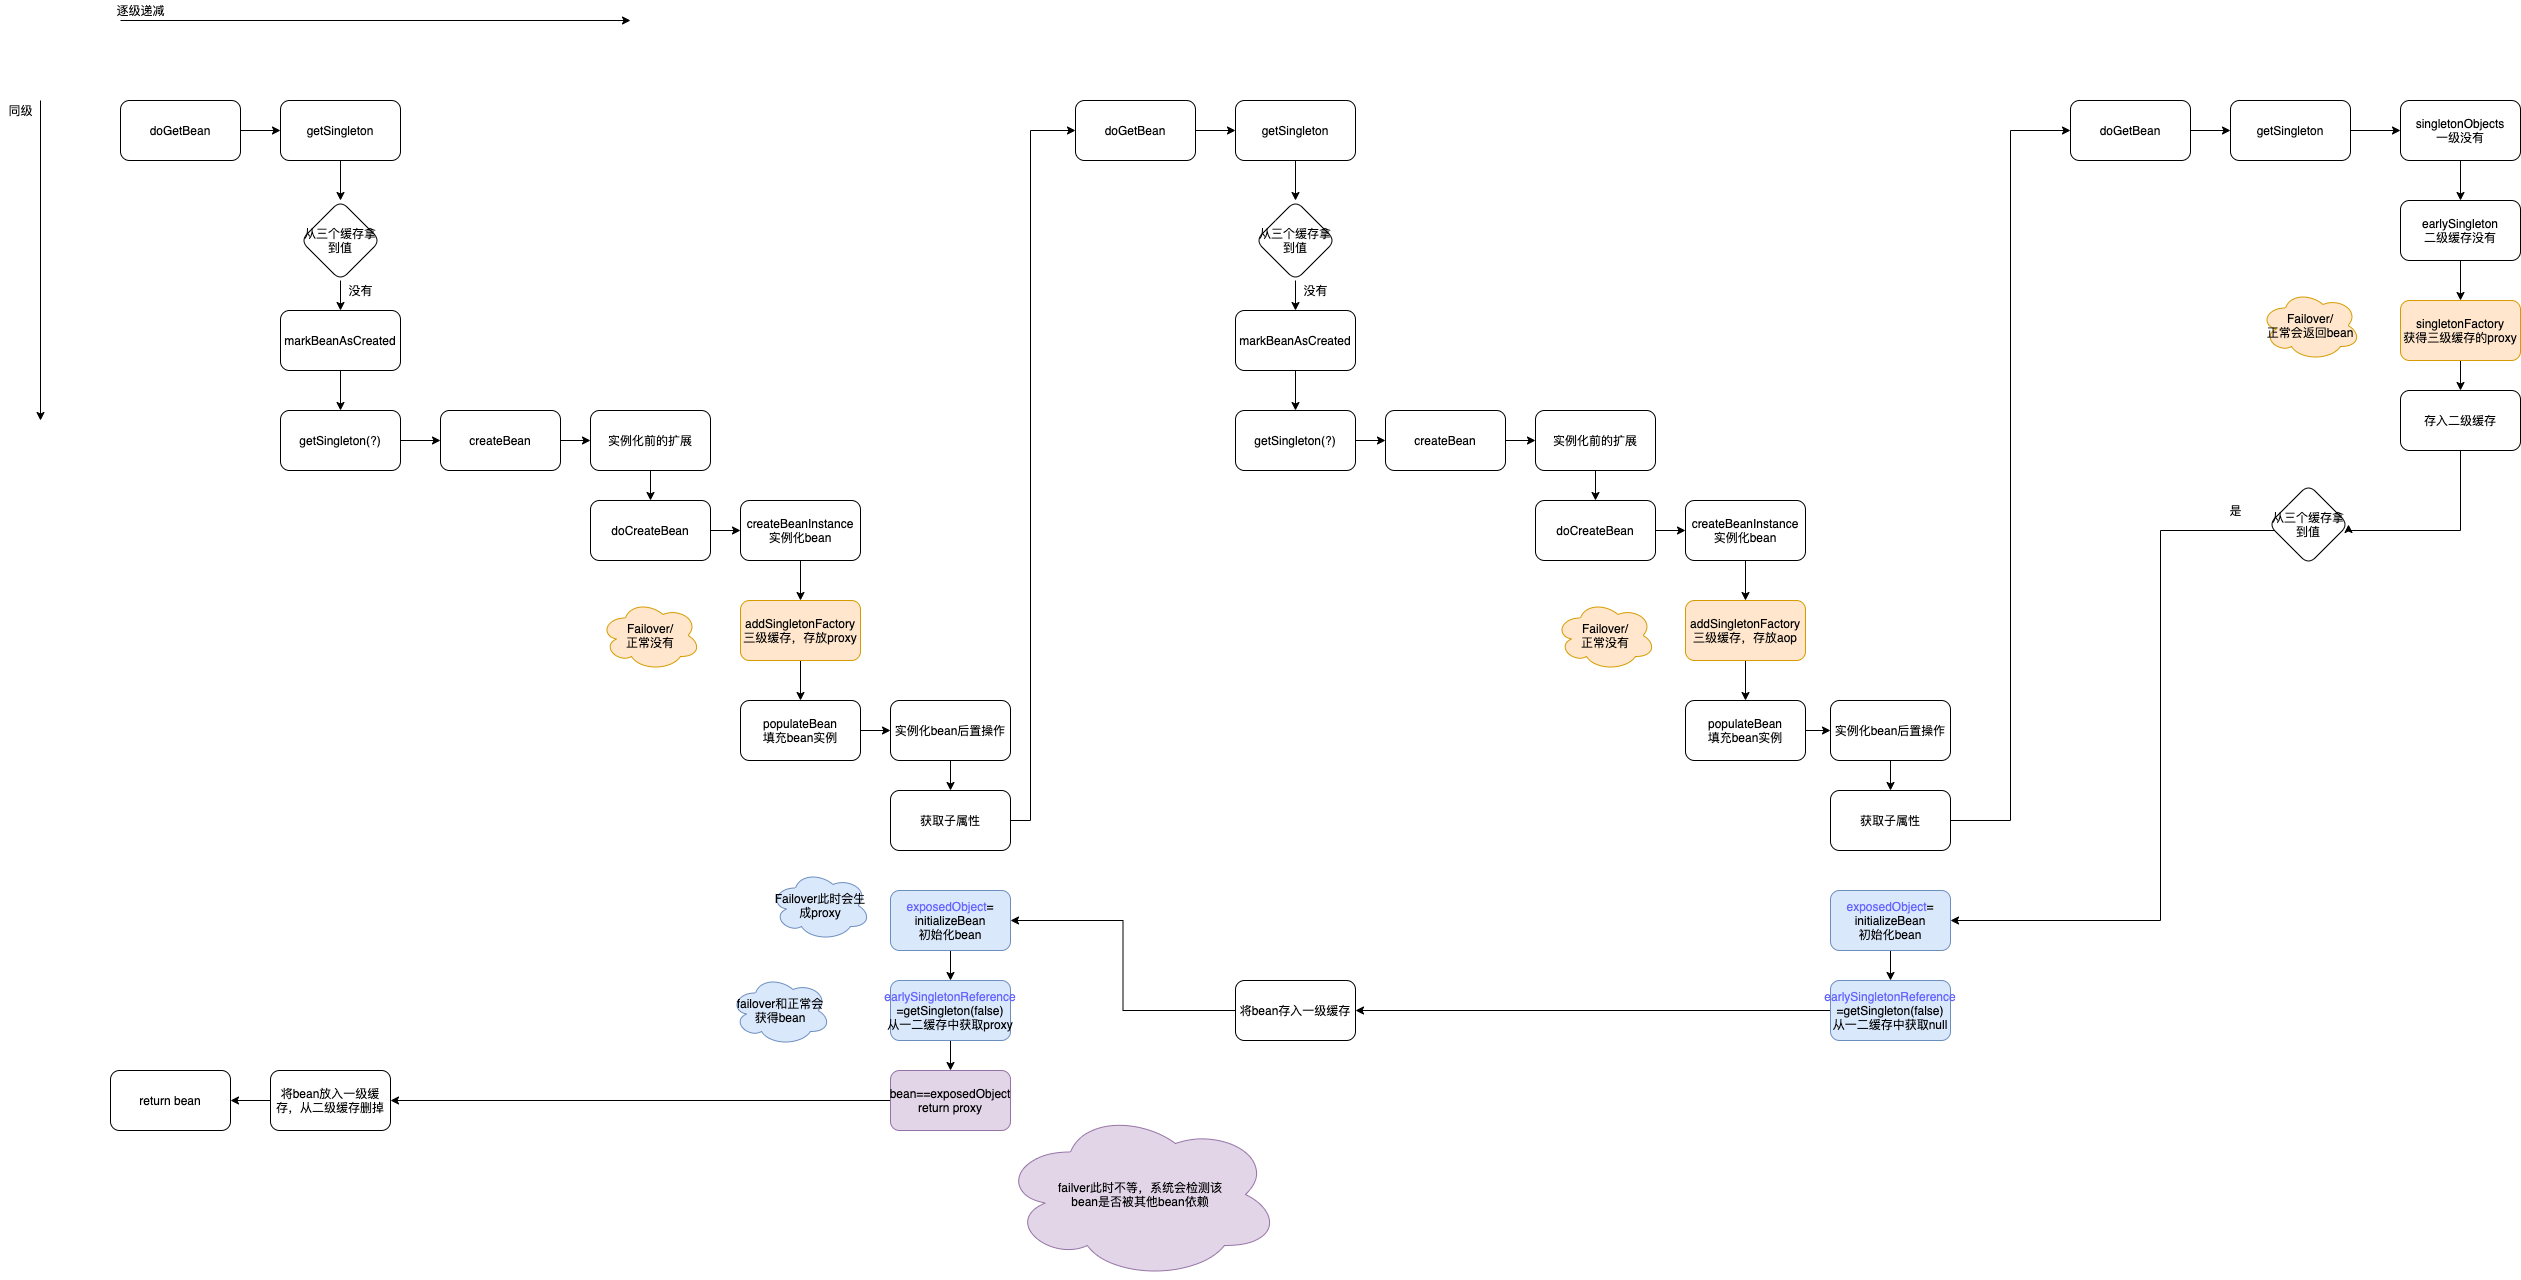 逐级递减
同级
doGetBean
getSingleton
从三个缓存拿
到值
没有
markBeanAsCreated
getSingleton(?)
createBean
实例化前的扩展
doCreateBean
createBeanInstance
实例化bean
Failover/
正常没有
addSingletonFactory
三级缓存，存放proxy
populateBean
填充bean实例
实例化bean后置操作
获取子属性
doGetBean
getSingleton
从三个缓存拿
到值
没有
markBeanAsCreated
getSingleton(?)
createBean
实例化前的扩展
doCreateBean
createBeanInstance
实例化bean
Failover/
正常没有
addSingletonFactory
三级缓存，存放aop
populateBean
填充bean实例
实例化bean后置操作
获取子属性
doGetBean
getSingleton
singletonObjects
一级没有
earlySingleton
二级缓存没有
Failover/
正常会返回bean
singletonFactory
获得三级缓存的proxy
存入二级缓存
从三个缓存拿
到值
是
exposedObject=
initializeBean
初始化bean
earlySingletonReference
=getSingleton(false)
从一二缓存中获取null
将bean存入一级缓存
Failover此时会生
成proxy
exposedObject=
initializeBean
初始化bean
failover和正常会
获得bean
earlySingletonReference
=getSingleton(false)
从一二缓存中获取proxy
bean==exposedObject
return proxy
failver此时不等，系统会检测该
bean是否被其他bean依赖
将bean放入一级缓
存，从二级缓存删掉
return bean